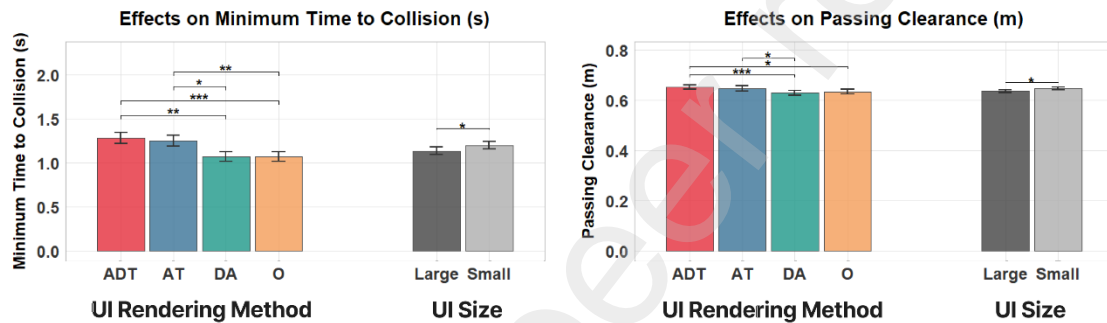 Effects on Minimum Time to Collision (s)
Minimum Time to Collision (s)
2.0
1.5
1.0
0.5
0.0
**
*
***
**
*
ADT AT DA O
Large Small
UI Rendering Method
UI Size
Effects on Passing Clearance (m)
Passing Clearance (m)
0.8
0.6
0.4
0.2
0.0
*
*
***
*
ADT AT DA O
Large Small
UI Rendering Method
UI Size
peer re